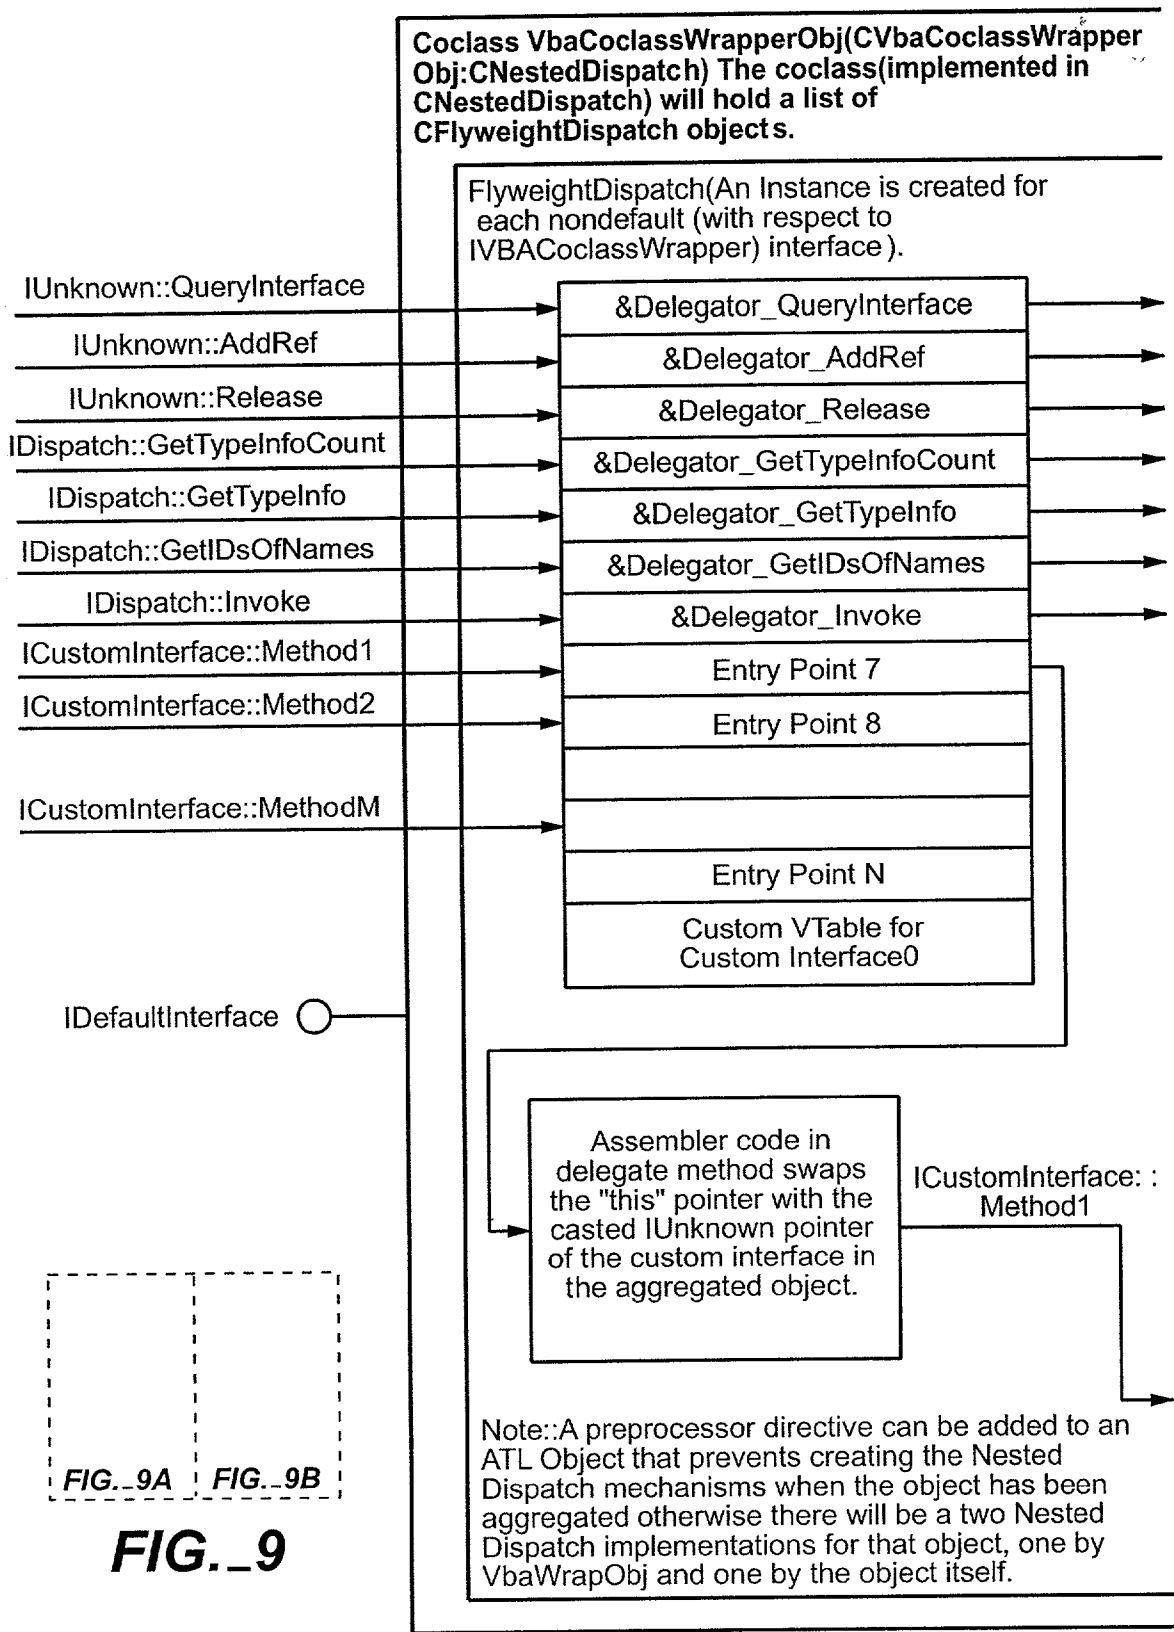 Coclass VbaCoclassWrapperObj(CVbaCoclassWrapper
Obj:CNestedDispatch) The coclass(implemented in
CNestedDispatch) will hold a list of
CFlyweightDispatch objects.
FlyweightDispatch(An Instance is created for
each nondefault (with respect to
IVBACoclassWrapper) interface).
IUnknown::QueryInterface
&Delegator_QueryInterface
IUnknown::AddRef
&Delegator_AddRef
IUnknown::Release
&Delegator_Release
IDispatch::GetTypeInfoCount
&Delegator_GetTypeInfoCount
IDispatch::GetTypeInfo
&Delegator_GetTypeInfo
IDispatch::GetIDsOfNames
&Delegator_GetIDsOfNames
IDispatch::Invoke
&Delegator_Invoke
ICustomInterface::Method1
Entry Point 7
ICustomInterface::Method2
Entry Point 8
ICustomInterface::MethodM
Entry Point N
Custom VTable for
Custom Interface0
IDefaultInterface
Assembler code in
delegate method swaps
the "this" pointer with the
casted IUnknown pointer
of the custom interface in
the aggregated object.
ICustomInterface: :
Method1
Note::A preprocessor directive can be added to an
ATL Object that prevents creating the Nested
Dispatch mechanisms when the object has been
aggregated otherwise there will be a two Nested
Dispatch implementations for that object, one by
VbaWrapObj and one by the object itself.
FIG._9A
FIG._9B
FIG._9